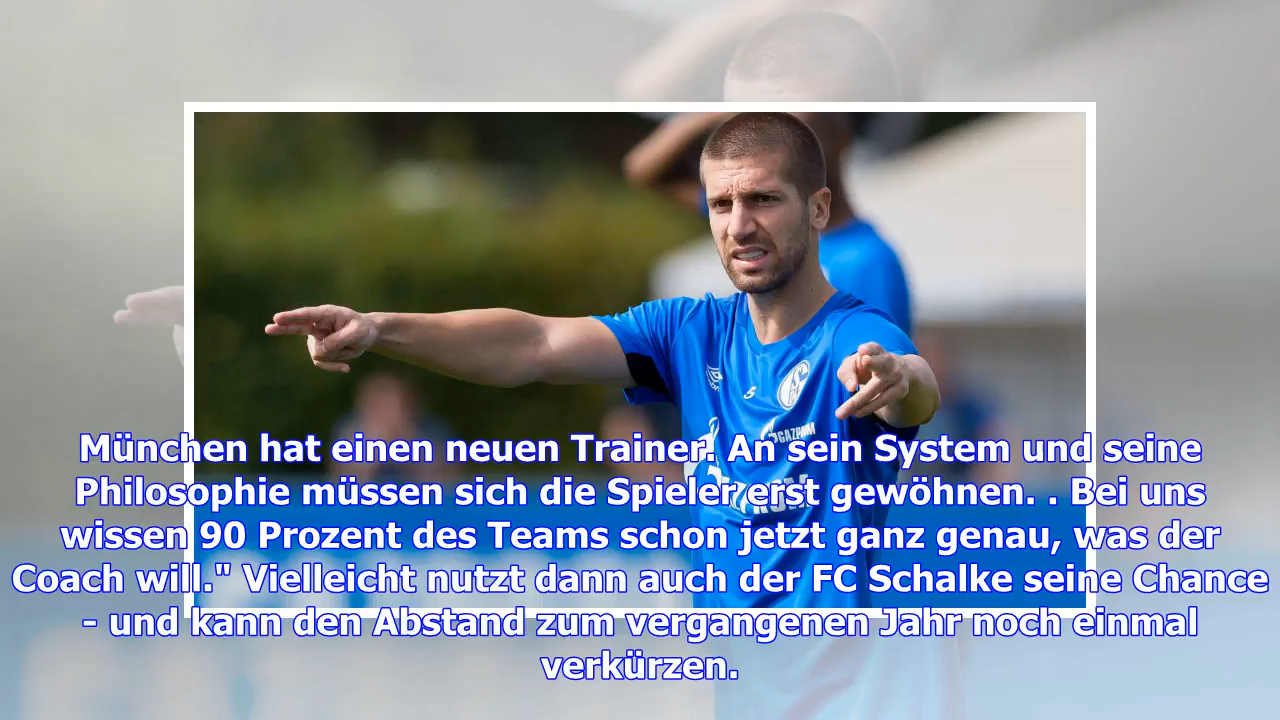 GAZPROM
5
München hat einen neuen Trainer. An sein System und seine
Philosophie müssen sich die Spieler erst gewöhnen. . Bei uns
wissen 90 Prozent des Teams schon jetzt ganz genau, was der
Coach will." Vielleicht nutzt dann auch der FC Schalke seine Chance
- und kann den Abstand zum vergangenen Jahr noch einmal
verkürzen.